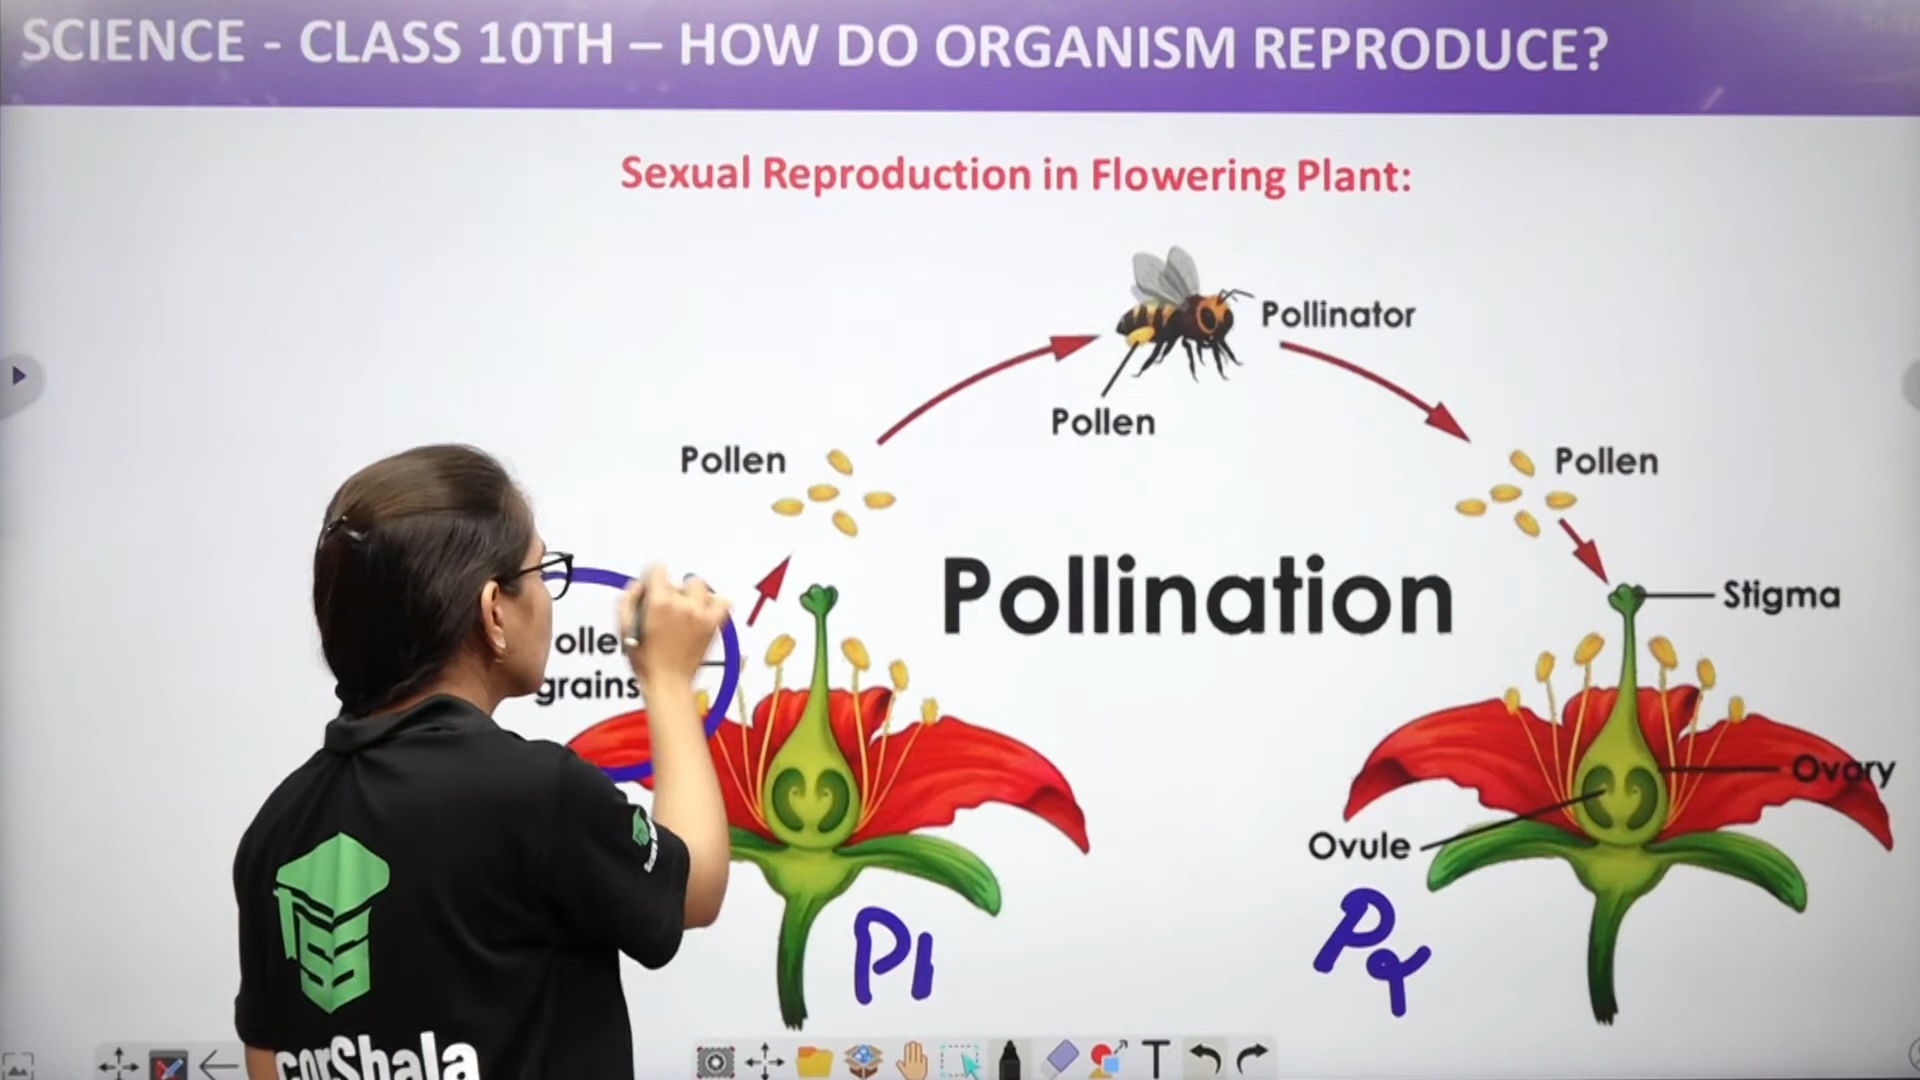 SCIENCE - CLASS 10TH – HOW DO ORGANISM REPRODUCE?
Sexual Reproduction in Flowering Plant:
Pollinator
Pollen
Pollen
Pollen
Pollination
Stigma
grains
Ovary
Ovule
P1
T